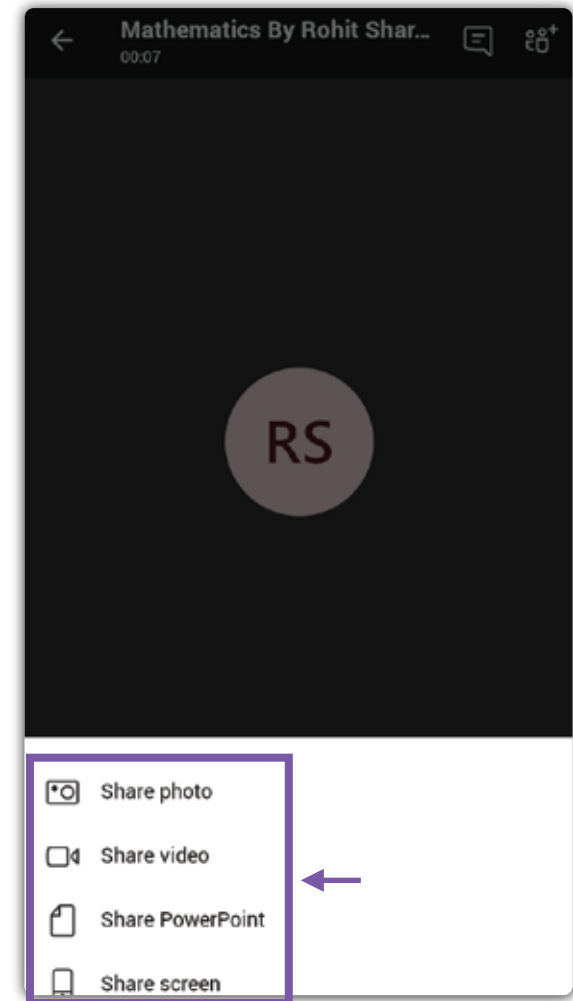 Mathematics By Rohit Shar...
00:07
RS
Share photo
Share video
Share PowerPoint
Share screen